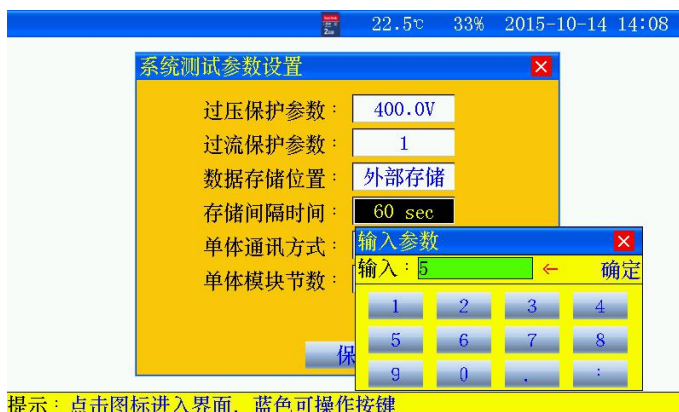 22.5℃ 33% 2015-10-14 14:08
系统测试参数设置
过压保护参数： 400.0V
过流保护参数： 1
数据存储位置： 外部存储
存储间隔时间： 60 sec
单体通讯方式：
单体模块节数：
输入参数
输入：5 ← 确定
1 2 3 4
5 6 7 8
9 0 . :
保
提示：点击图标进入界面，蓝色可操作按键